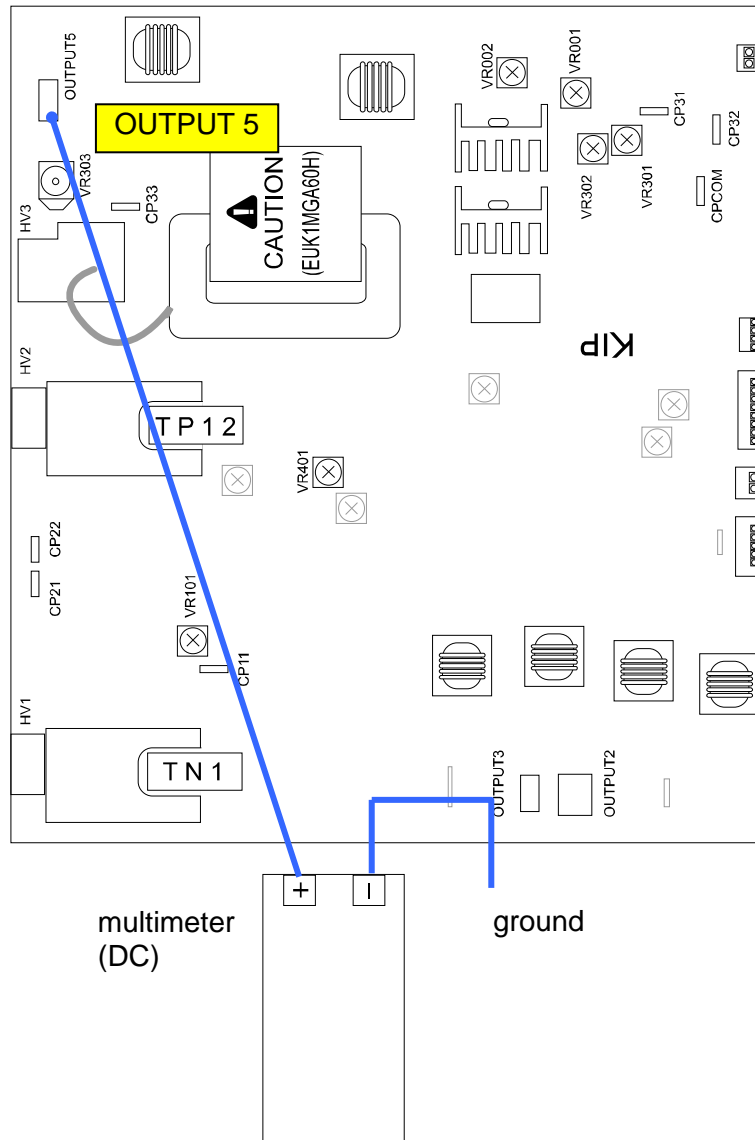 OUTPUT5
OUTPUT 5
VR002
VR001
CP31
CP32
VR303
CP33
CAUTION
(EUK1MGA60H)
VR302
VR301
CPCOM
HV3
KIP
HV2
TP12
VR401
CP22
CP21
VR101
CP11
HV1
TN1
OUTPUT3
OUTPUT2
+
−
multimeter
(DC)
ground